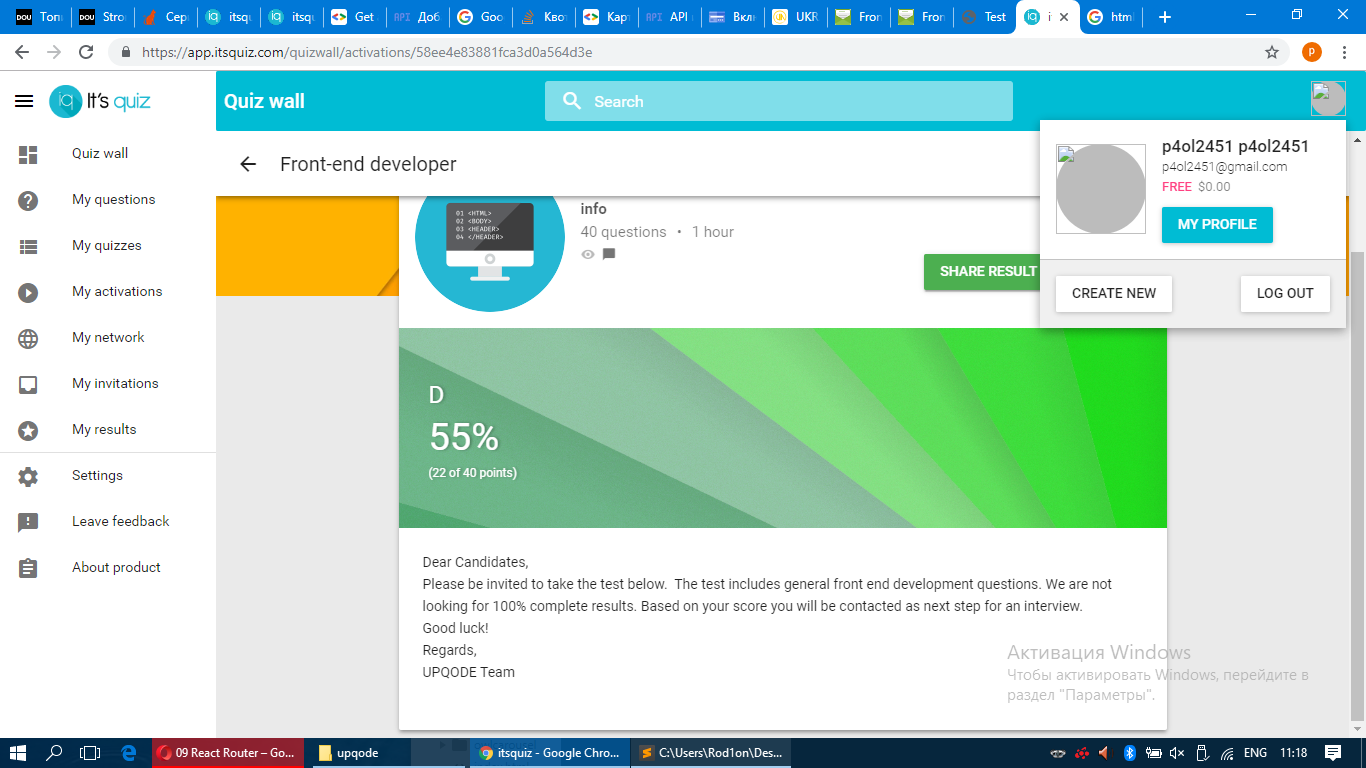 Ton
Stro
Сер
itsqu
itsqu
Get
Доб
Goo
Квот
Карт
API
Вкл
UKR
Fron
Fron
Test
i
html
https://app.itsquiz.com/quizwall/activations/58ee4e83881fca3d0a564d3e
p
iq It's quiz
Quiz wall
Search
Quiz wall
My questions
My quizzes
My activations
My network
My invitations
My results
Settings
Leave feedback
About product
Front-end developer
p4ol2451 p4ol2451
p4ol2451@gmail.com
FREE $0.00
MY PROFILE
CREATE NEW
LOG OUT
01 <HTML>
02 <BODY>
03 <HEADER>
04 </HEADER>
info
40 questions • 1 hour
SHARE RESULT
D
55%
(22 of 40 points)
Dear Candidates,
Please be invited to take the test below. The test includes general front end development questions. We are not
looking for 100% complete results. Based on your score you will be contacted as next step for an interview.
Good luck!
Regards,
UPQODE Team
Активация Windows
Чтобы активировать Windows, перейдите в
раздел "Параметры".
09 React Router – Go...
upqode
itsquiz - Google Chro...
C:\Users\Rod1on\Des...
ENG
11:18